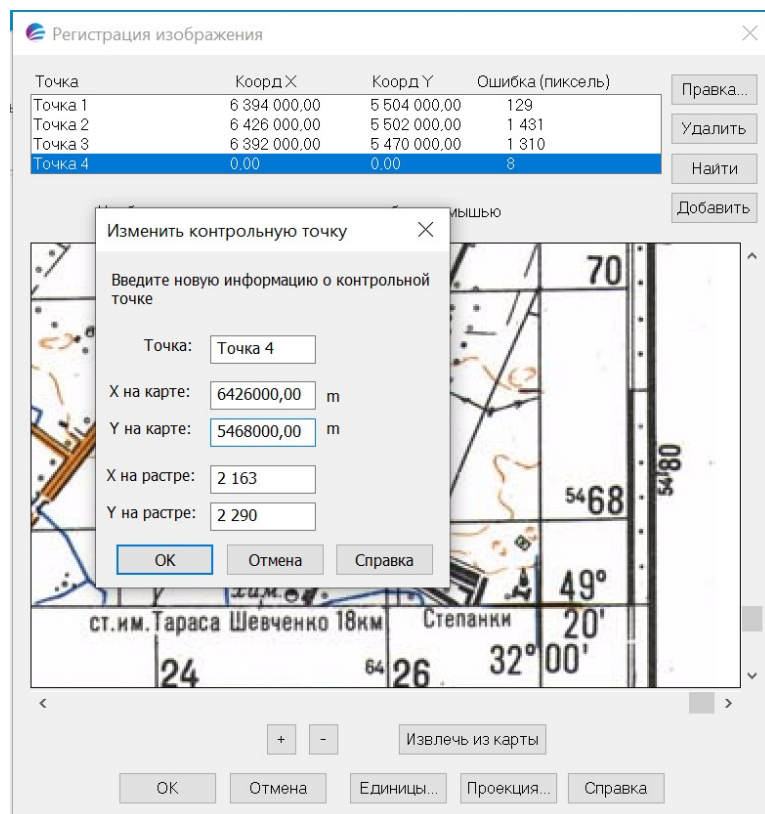 Регистрация изображения
Точка Коорд X Коорд Y Ошибка (пиксель)
Точка 1 6 394 000,00 5 504 000,00 129
Точка 2 6 426 000,00 5 502 000,00 1 431
Точка 3 6 392 000,00 5 470 000,00 1 310
Точка 4 0,00 0,00 8
Правка...
Удалить
Найти
Добавить
мышью
Изменить контрольную точку
Введите новую информацию о контрольной
точке
Точка: Точка 4
X на карте: 6426000,00 m
Y на карте: 5468000,00 m
X на растре: 2 163
Y на растре: 2 290
OK Отмена Справка
70
5468
5480
хим.
49°
ст.им.Тараса Шевченко 18км Степанки 20'
32°00'
24 6426
+ - Извлечь из карты
OK Отмена Единицы... Проекция... Справка